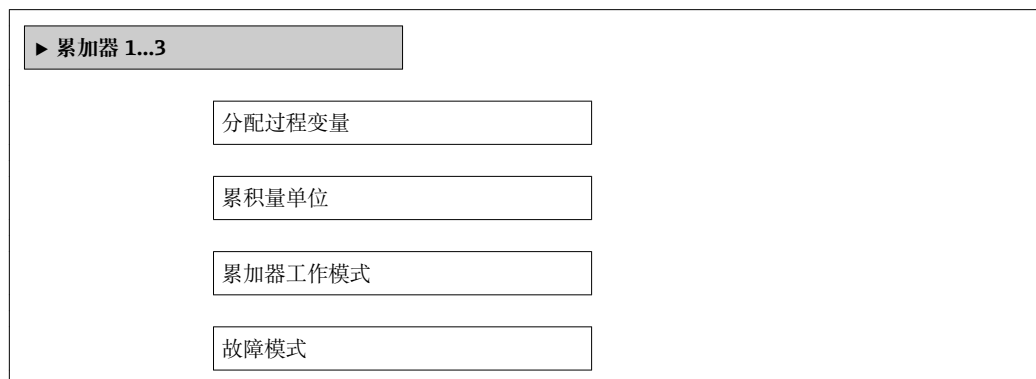 ▶ 累加器 1...3
分配过程变量
累积量单位
累加器工作模式
故障模式